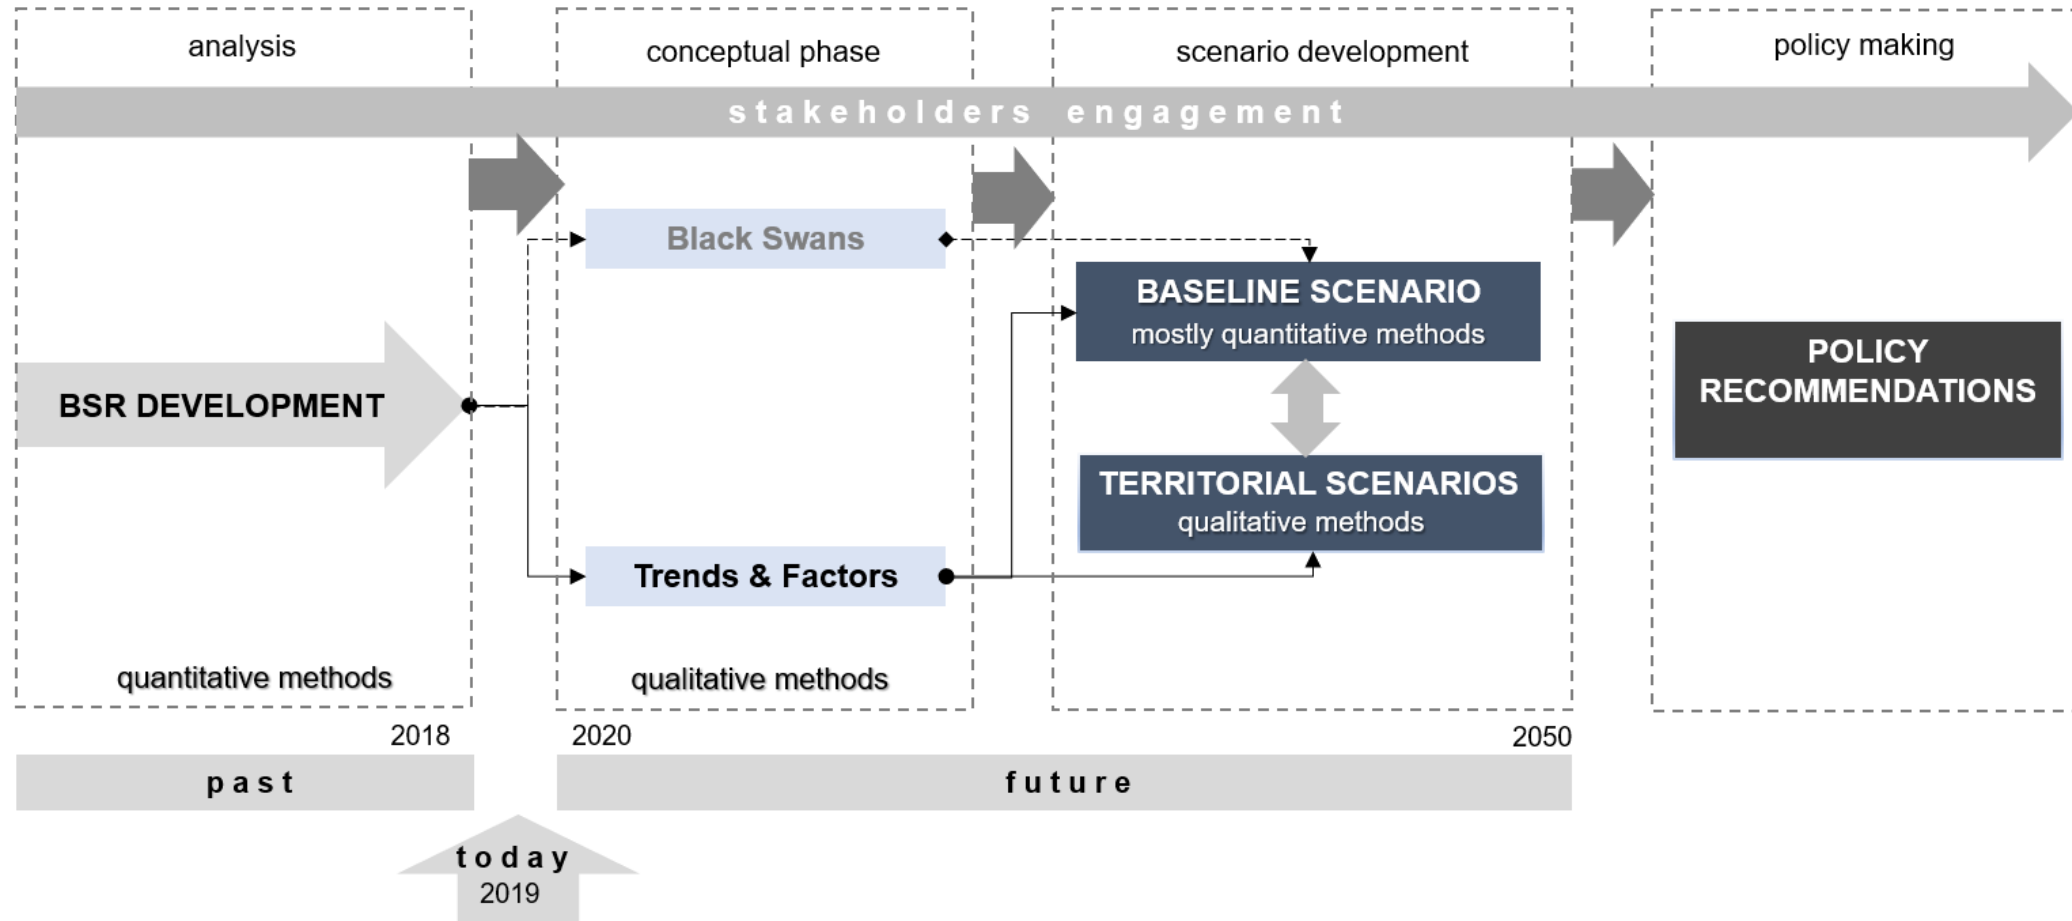 analysis
conceptual phase
scenario development
policy making
stakeholders engagement
Black Swans
BASELINE SCENARIO
mostly quantitative methods
POLICY
RECOMMENDATIONS
BSR DEVELOPMENT
TERRITORIAL SCENARIOS
qualitative methods
Trends & Factors
quantitative methods
qualitative methods
2018
2020
2050
past
future
today
2019